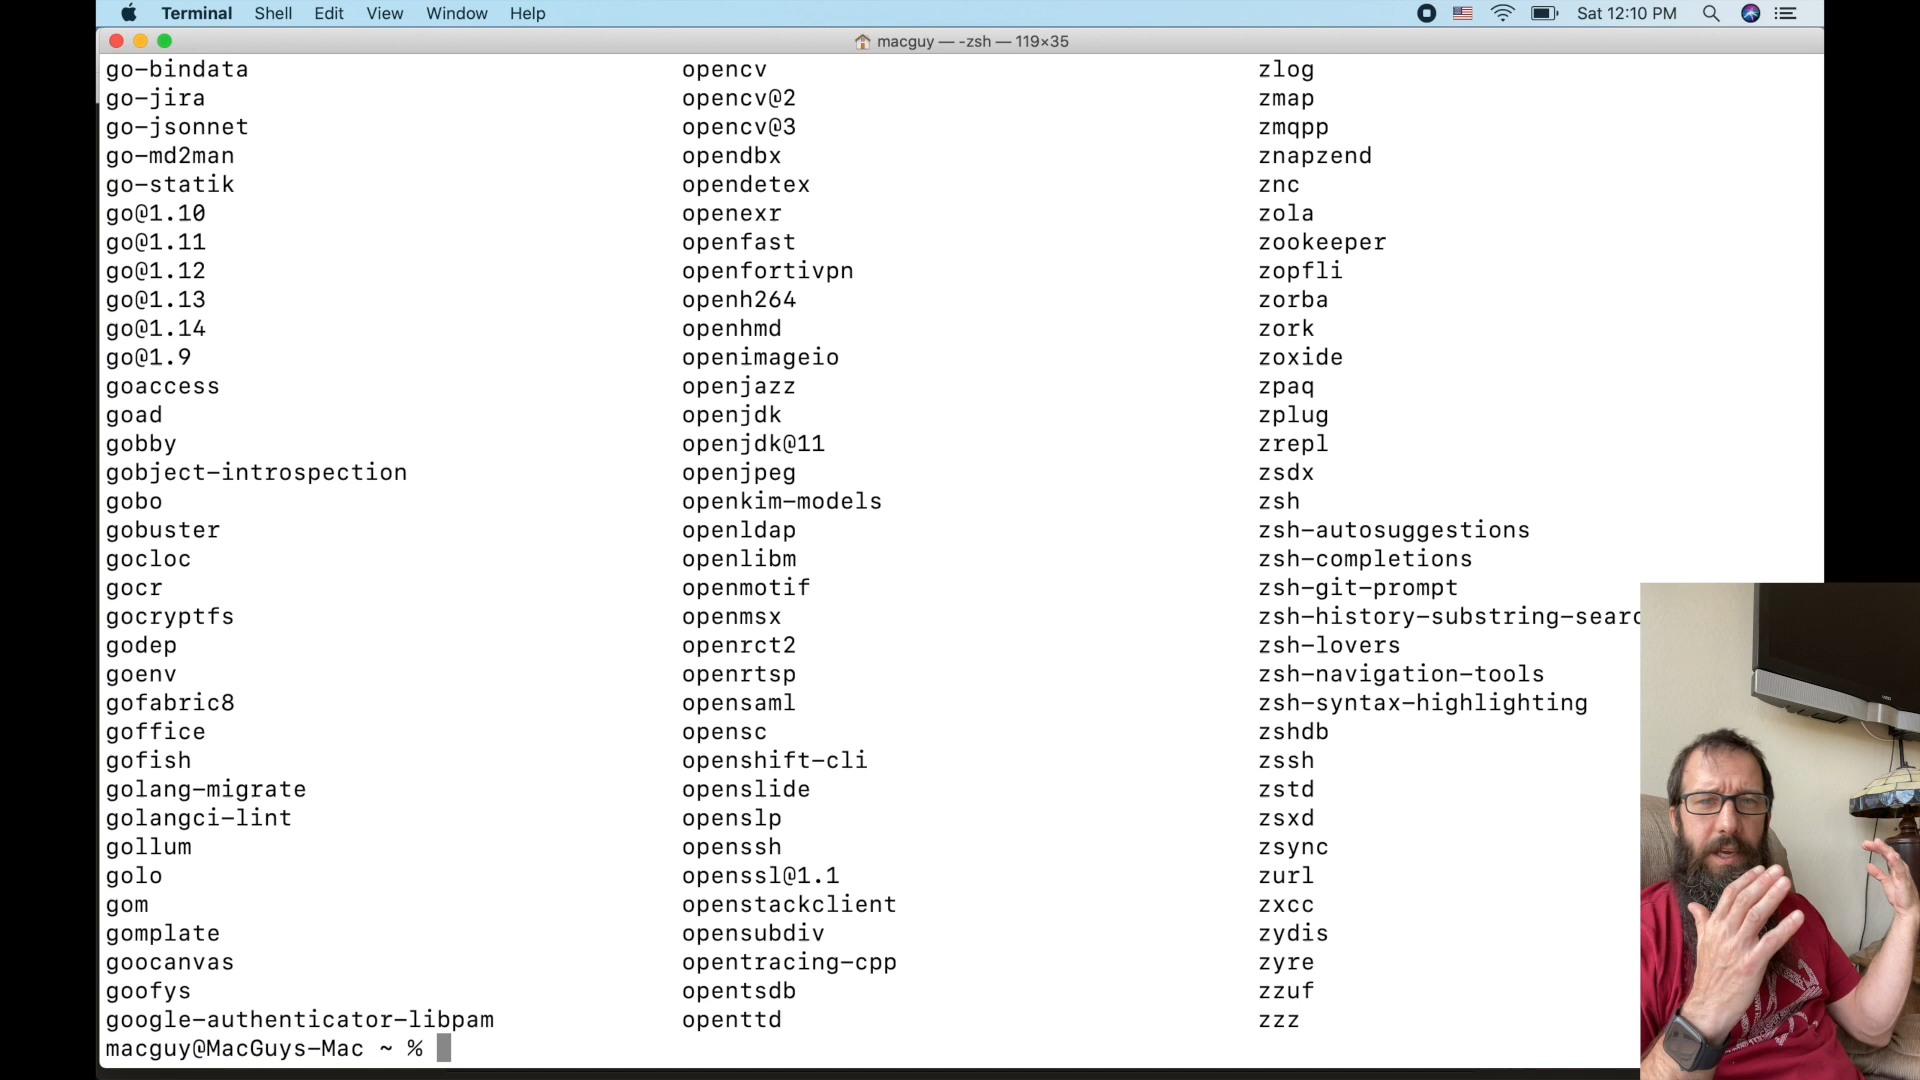 Terminal Shell Edit View Window Help Sat 12:10 PM
macguy — -zsh — 119×35
go-bindata opencv zlog
go-jira opencv@2 zmap
go-jsonnet opencv@3 zmqpp
go-md2man opendbx znapzend
go-statik opendetex znc
go@1.10 openexr zola
go@1.11 openfast zookeeper
go@1.12 openfortivpn zopfli
go@1.13 openh264 zorba
go@1.14 openhmd zork
go@1.9 openimageio zoxide
goaccess openjazz zpaq
goad openjdk zplug
gobby openjdk@11 zrepl
gobject-introspection openjpeg zsdx
gobo openkim-models zsh
gobuster openldap zsh-autosuggestions
gocloc openlibm zsh-completions
gocr openmotif zsh-git-prompt
gocryptfs openmsx zsh-history-substring-searc
godep openrct2 zsh-lovers
goenv openrtsp zsh-navigation-tools
gofabric8 opensaml zsh-syntax-highlighting
goffice opensc zshdb
gofish openshift-cli zssh
golang-migrate openslide zstd
golangci-lint openslp zsxd
gollum openssh zsync
golo openssl@1.1 zurl
gom openstackclient zxcc
gomplate opensubdiv zydis
goocanvas opentracing-cpp zyre
goofys opentsdb zzuf
google-authenticator-libpam openttd zzz
macguy@MacGuys-Mac ~ %